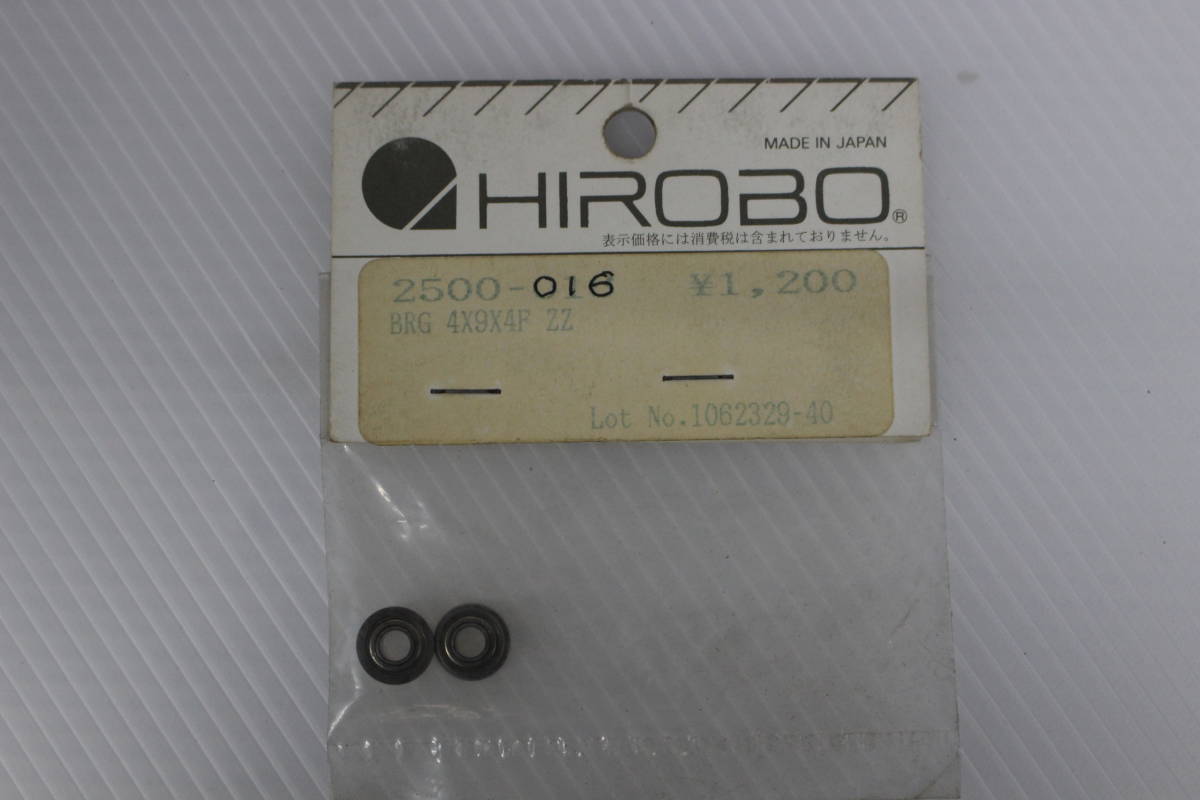 MADE IN JAPAN
HIROBO®
表示価格には消費税は含まれておりません。
2500-016 ¥1,200
BRG 4X9X4F ZZ
Lot No.1062329-40